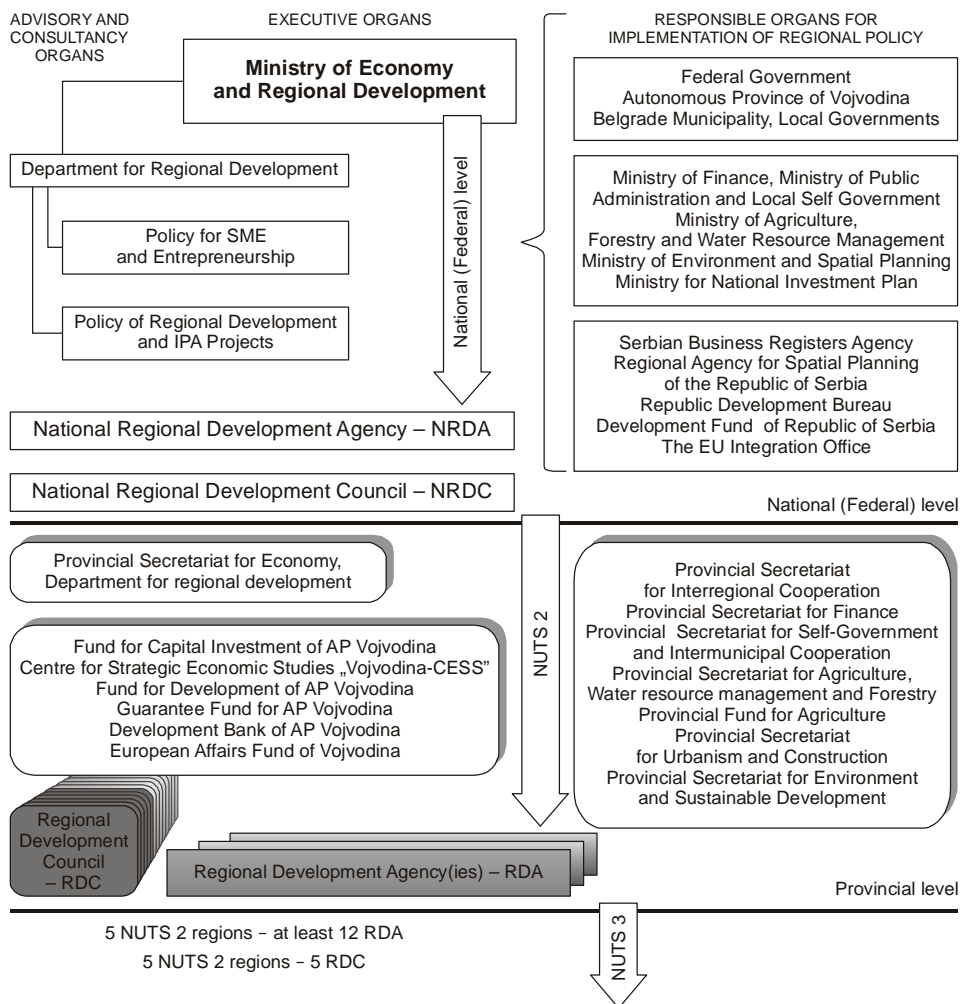 ADVISORY AND
CONSULTANCY
ORGANS
EXECUTIVE ORGANS
RESPONSIBLE ORGANS FOR
IMPLEMENTATION OF REGIONAL POLICY
Ministry of Economy
and Regional Development
Department for Regional Development
Policy for SME
and Entrepreneurship
Policy of Regional Development
and IPA Projects
National (Federal) level
Federal Government
Autonomous Province of Vojvodina
Belgrade Municipality, Local Governments
Ministry of Finance, Ministry of Public
Administration and Local Self Government
Ministry of Agriculture,
Forestry and Water Resource Management
Ministry of Environment and Spatial Planning
Ministry for National Investment Plan
Serbian Business Registers Agency
Regional Agency for Spatial Planning
of the Republic of Serbia
Republic Development Bureau
Development Fund of Republic of Serbia
The EU Integration Office
National Regional Development Agency – NRDA
National Regional Development Council – NRDC
National (Federal) level
Provincial Secretariat for Economy,
Department for regional development
Fund for Capital Investment of AP Vojvodina
Centre for Strategic Economic Studies „Vojvodina-CESS”
Fund for Development of AP Vojvodina
Guarantee Fund for AP Vojvodina
Development Bank of AP Vojvodina
European Affairs Fund of Vojvodina
NUTS 2
Provincial Secretariat
for Interregional Cooperation
Provincial Secretariat for Finance
Provincial Secretariat for Self-Government
and Intermunicipal Cooperation
Provincial Secretariat for Agriculture,
Water resource management and Forestry
Provincial Fund for Agriculture
Provincial Secretariat
for Urbanism and Construction
Provincial Secretariat for Environment
and Sustainable Development
Regional
Development
Council
– RDC
Regional Development Agency(ies) – RDA
Provincial level
5 NUTS 2 regions – at least 12 RDA
5 NUTS 2 regions – 5 RDC
NUTS 3